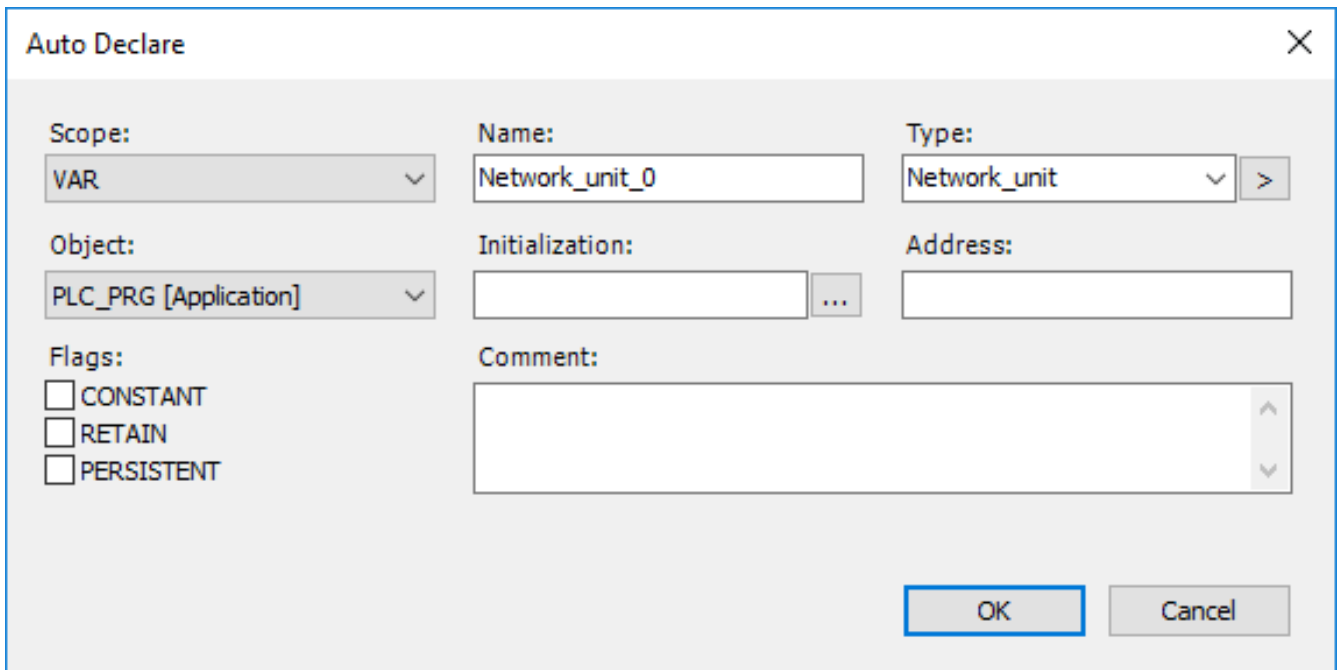 Auto Declare
Scope:
Name:
Type:
VAR
Network_unit_0
Network_unit
>
Object:
Initialization:
Address:
PLC_PRG [Application]
...
Flags:
Comment:
CONSTANT
RETAIN
PERSISTENT
OK
Cancel